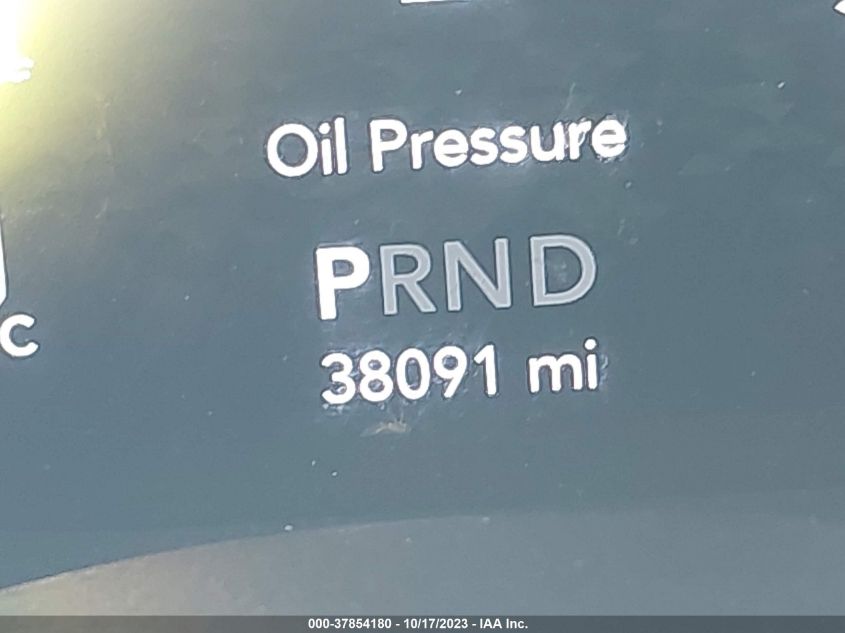 Oil Pressure
PRND
C
38091 mi
000-37854180 - 10/17/2023 - IAA Inc.